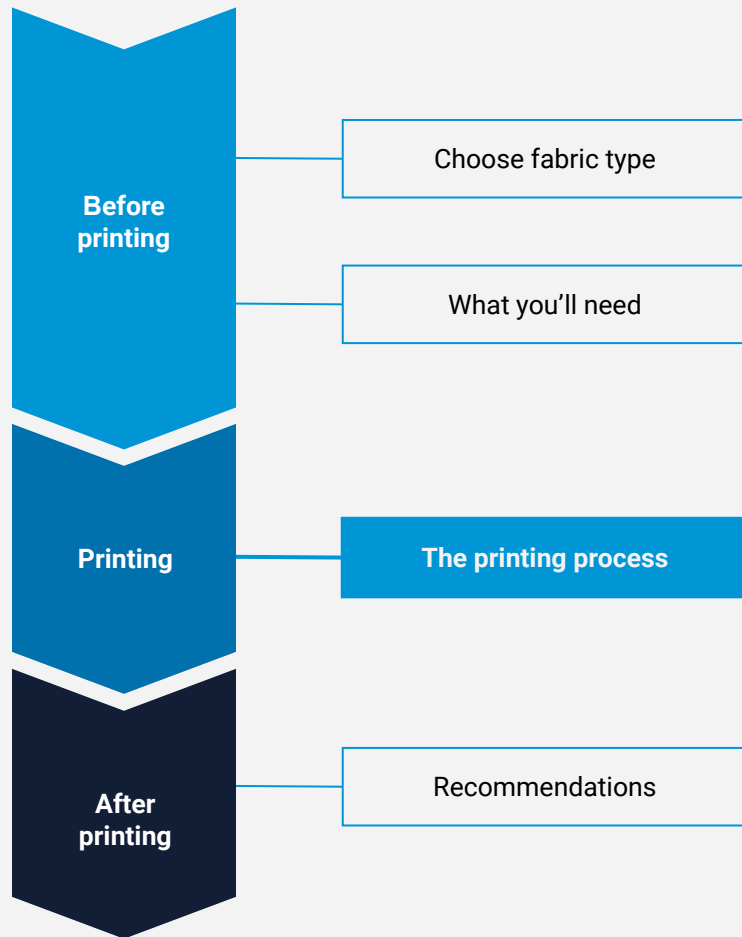 Before
printing
Choose fabric type
What you’ll need
Printing
The printing process
After
printing
Recommendations